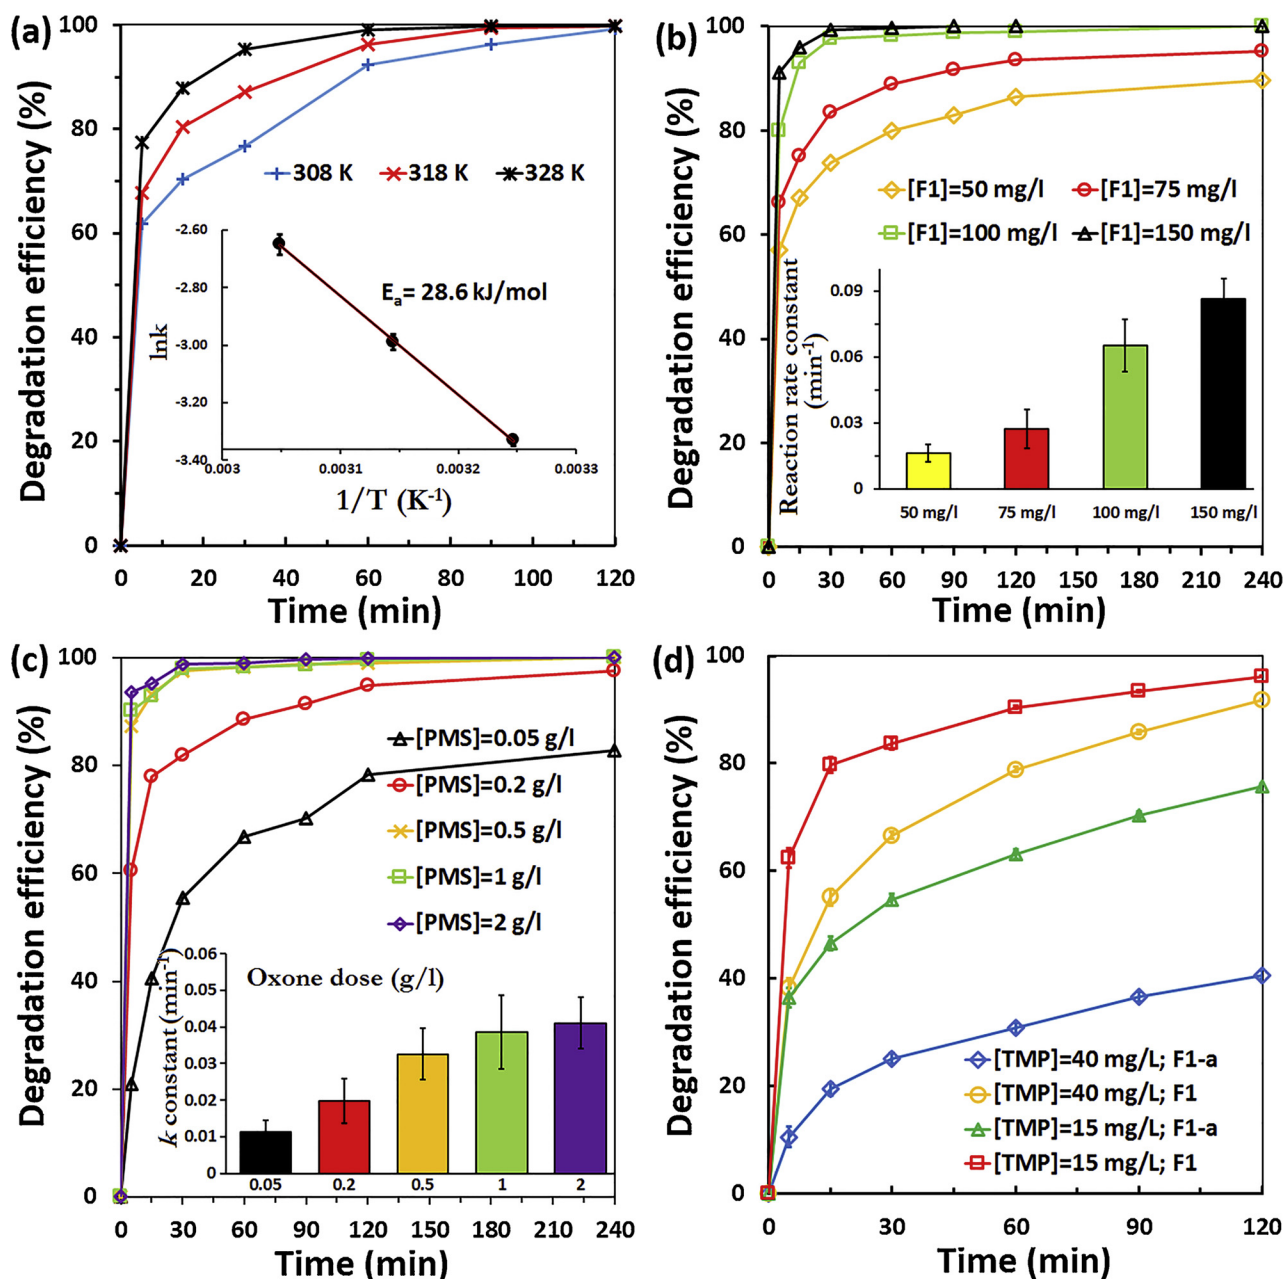 (a)
Degradation efficiency (%)
100
80
60
40
20
0
308 K
318 K
328 K
-2.60
-2.80
-3.00
-3.20
-3.40
lnk
Ea= 28.6 kJ/mol
0.003
0.0031
0.0032
0.0033
1/T (K-1)
0 20 40 60 80 100 120
Time (min)
(b)
Degradation efficiency (%)
100
80
60
40
20
0
[F1]=50 mg/l
[F1]=75 mg/l
[F1]=100 mg/l
[F1]=150 mg/l
Reaction rate constant
(min-1)
0.09
0.06
0.03
0
50 mg/l
75 mg/l
100 mg/l
150 mg/l
0 30 60 90 120 150 180 210 240
Time (min)
(c)
Degradation efficiency (%)
100
80
60
40
20
0
[PMS]=0.05 g/l
[PMS]=0.2 g/l
[PMS]=0.5 g/l
[PMS]=1 g/l
[PMS]=2 g/l
k constant (min-1)
0.06
0.05
0.04
0.03
0.02
0.01
0
Oxone dose (g/l)
0.05
0.2
0.5
1
2
0 30 60 90 120 150 180 210 240
Time (min)
(d)
Degradation efficiency (%)
100
80
60
40
20
0
[TMP]=40 mg/L; F1-a
[TMP]=40 mg/L; F1
[TMP]=15 mg/L; F1-a
[TMP]=15 mg/L; F1
0 30 60 90 120
Time (min)